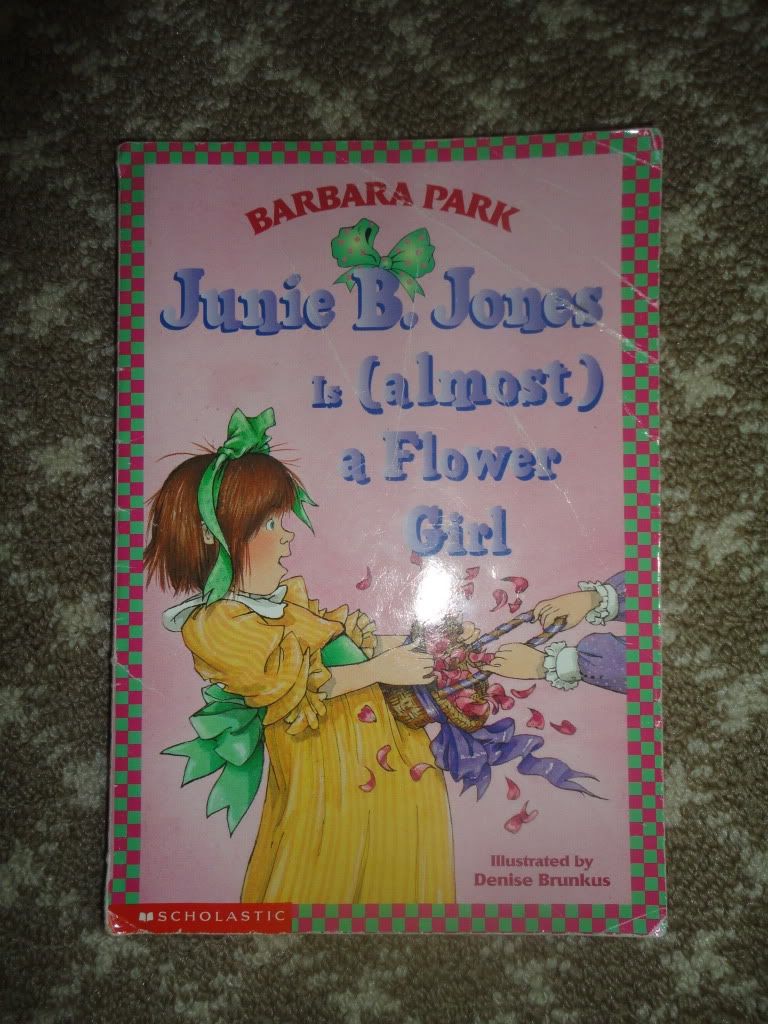 BARBARA PARK
Junie B. Jones
Is (almost)
a Flower
Girl
Illustrated by
Denise Brunkus
SCHOLASTIC